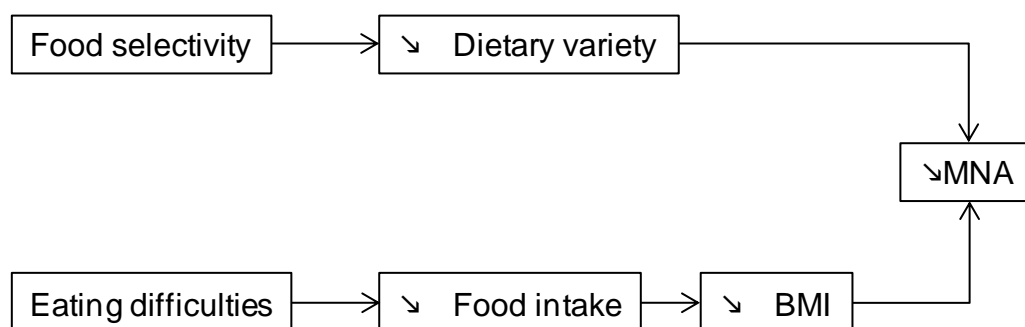 Food selectivity
↘ Dietary variety
↘MNA
Eating difficulties
↘ Food intake
↘ BMI